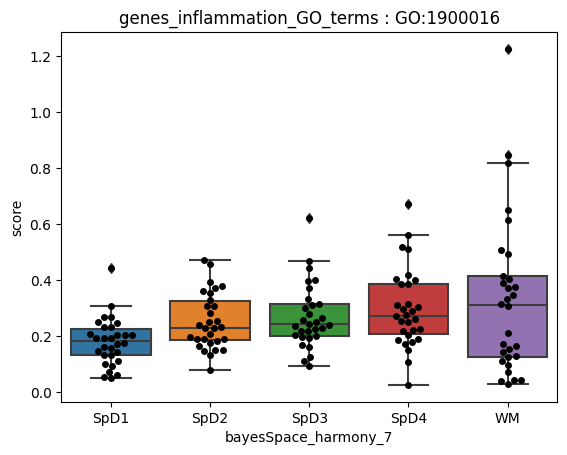 genes_inflammation_GO_terms : GO:1900016
1.2
1.0
0.8
0.6
0.4
0.2
0.0
score
SpD1 SpD2 SpD3 SpD4 WM
bayesSpace_harmony_7